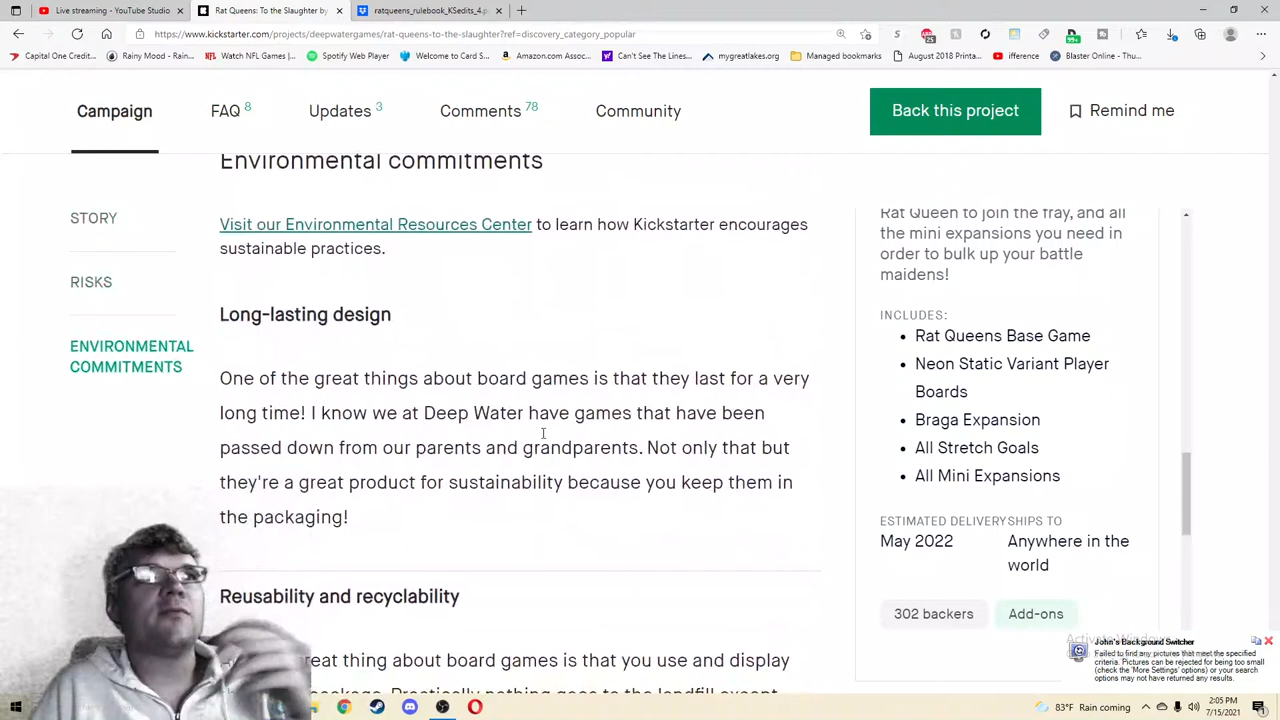 Live streaming - YouTube Studio
Rat Queens: To the Slaughter by
ratqueens_rulebook_KSedits_4.p
https://www.kickstarter.com/projects/deepwatergames/rat-queens-to-the-slaughter?ref=discovery_category_popular
Capital One Credit...
Rainy Mood - Rain...
Watch NFL Games |...
Spotify Web Player
Welcome to Card S...
Amazon.com Assoc...
Can't See The Lines...
mygreatlakes.org
Managed bookmarks
August 2018 Printa...
ifference
Blaster Online - Thu...
Campaign
FAQ 8
Updates 3
Comments 78
Community
Back this project
Remind me
STORY
RISKS
ENVIRONMENTAL
COMMITMENTS
Environmental commitments
Visit our Environmental Resources Center to learn how Kickstarter encourages
sustainable practices.
Long-lasting design
One of the great things about board games is that they last for a very
long time! I know we at Deep Water have games that have been
passed down from our parents and grandparents. Not only that but
they're a great product for sustainability because you keep them in
the packaging!
Reusability and recyclability
reat thing about board games is that you use and display
Practically nothing goes to the landfill except
Rat Queen to join the fray, and all
the mini expansions you need in
order to bulk up your battle
maidens!
INCLUDES:
Rat Queens Base Game
Neon Static Variant Player
Boards
Braga Expansion
All Stretch Goals
All Mini Expansions
ESTIMATED DELIVERY
May 2022
SHIPS TO
Anywhere in the
world
302 backers
Add-ons
John's Background Switcher
Failed to find any pictures that meet the specified
criteria. Pictures can be rejected for being too small
(check the 'More Settings' options) or your search
options may not have returned any results.
83°F Rain coming
2:05 PM
7/15/2021